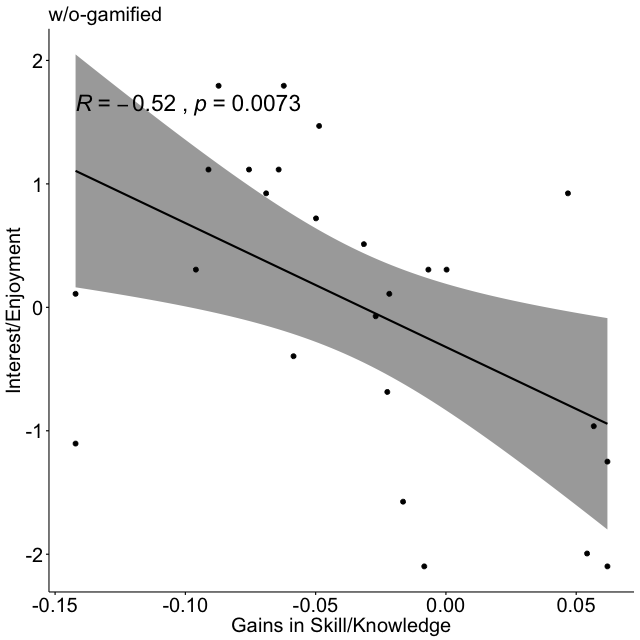 w/o-gamified
2
R = −0.52 , p = 0.0073
1
0
-1
-2
Interest/Enjoyment
-0.15 -0.10 -0.05 0.00 0.05
Gains in Skill/Knowledge